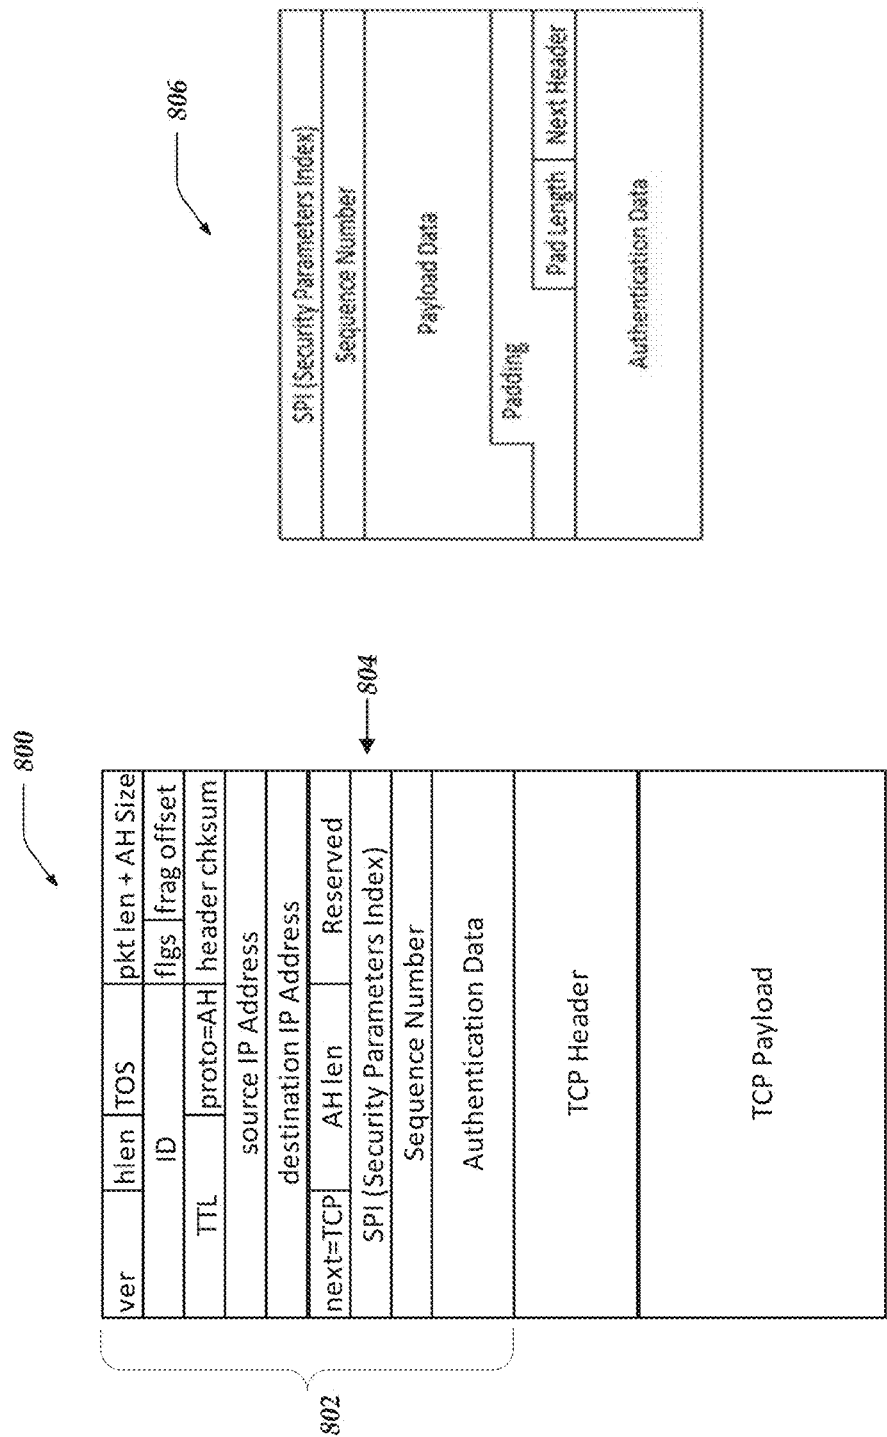 800
ver hlen TOS pkt len + AH Size
ID flgs frag offset
TTL proto=AH header chksum
source IP Address
destination IP Address
next=TCP AH len Reserved
SPI (Security Parameters Index)
Sequence Number
Authentication Data
TCP Header
TCP Payload
802
804
806
SPI (Security Parameters Index)
Sequence Number
Payload Data
Padding
Pad Length Next Header
Authentication Data